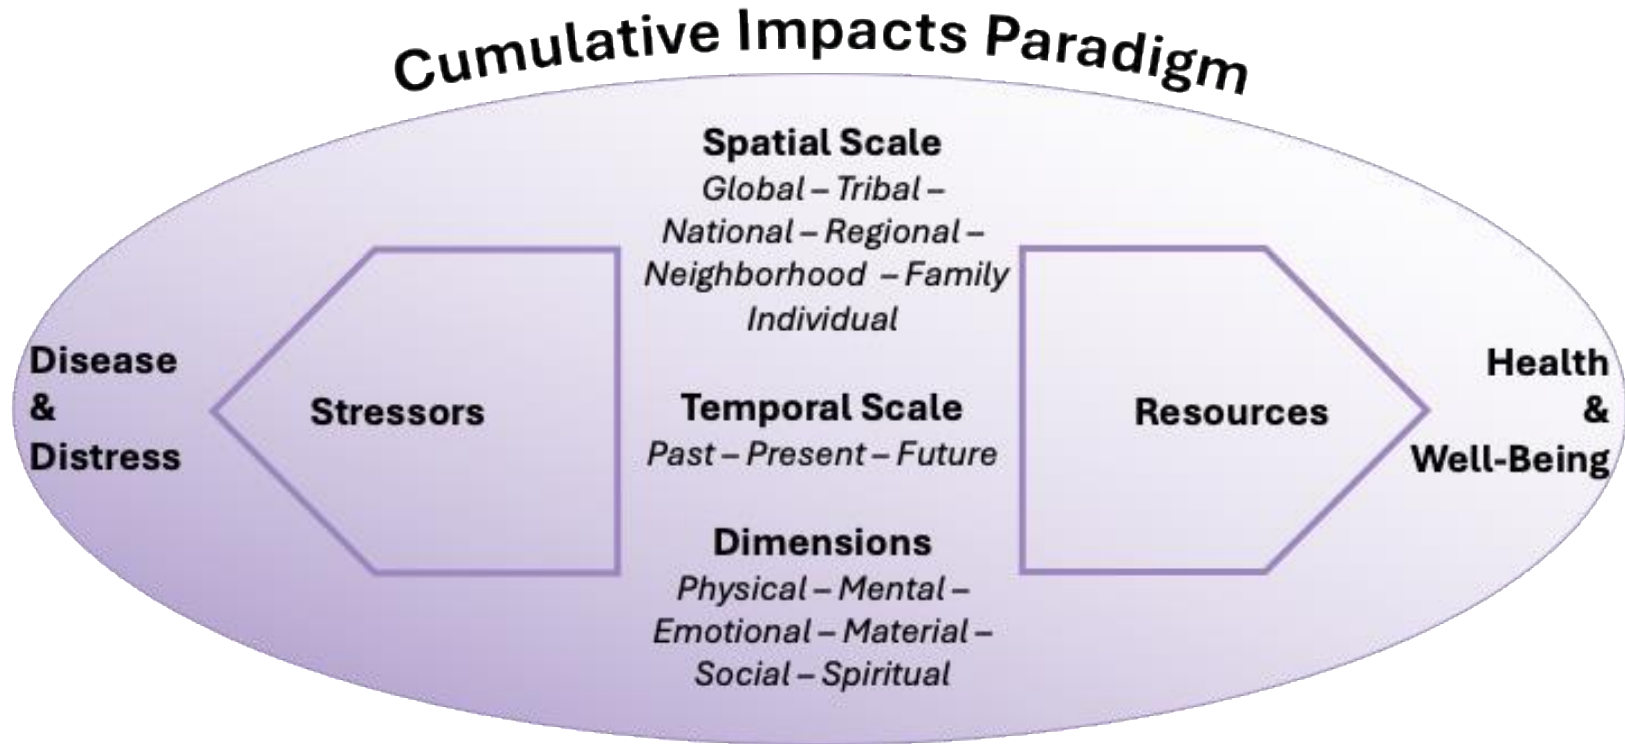 Cumulative Impacts Paradigm
Spatial Scale
Global – Tribal –
National – Regional –
Neighborhood – Family
Individual
Disease
&
Distress
Stressors
Temporal Scale
Past – Present – Future
Resources
Health
&
Well-Being
Dimensions
Physical – Mental –
Emotional – Material –
Social – Spiritual